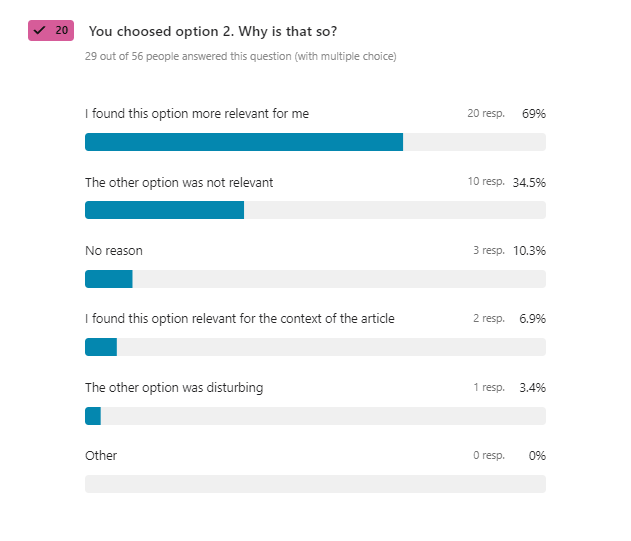 20 You choosed option 2. Why is that so?
29 out of 56 people answered this question (with multiple choice)
I found this option more relevant for me 20 resp. 69%
The other option was not relevant 10 resp. 34.5%
No reason 3 resp. 10.3%
I found this option relevant for the context of the article 2 resp. 6.9%
The other option was disturbing 1 resp. 3.4%
Other 0 resp. 0%